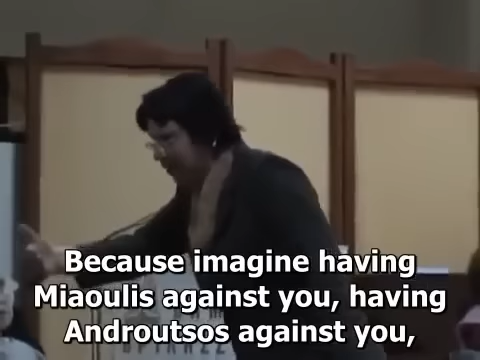 Because imagine having
Miaoulis against you, having
Androutsos against you,